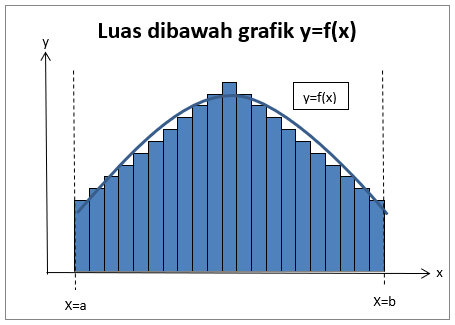 Luas dibawah grafik y=f(x)
y
y=f(x)
x
X=a
X=b